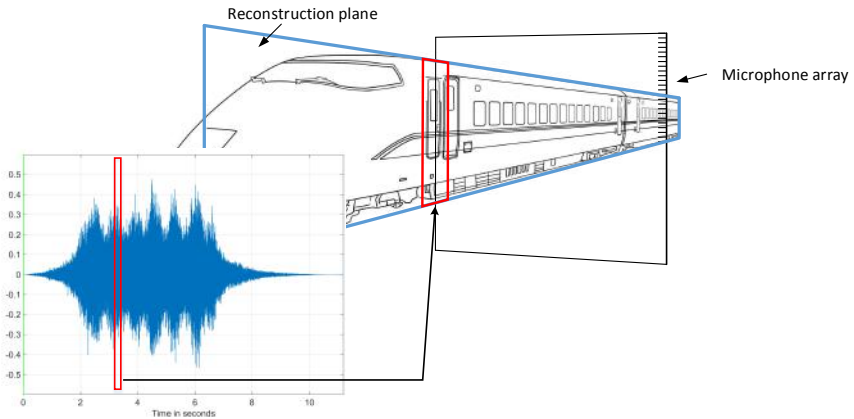 Reconstruction plane
Microphone array
0.5
0.4
0.3
0.2
0.1
0
-0.1
-0.2
-0.3
-0.4
-0.5
0 2 4 6 8 10
Time in seconds